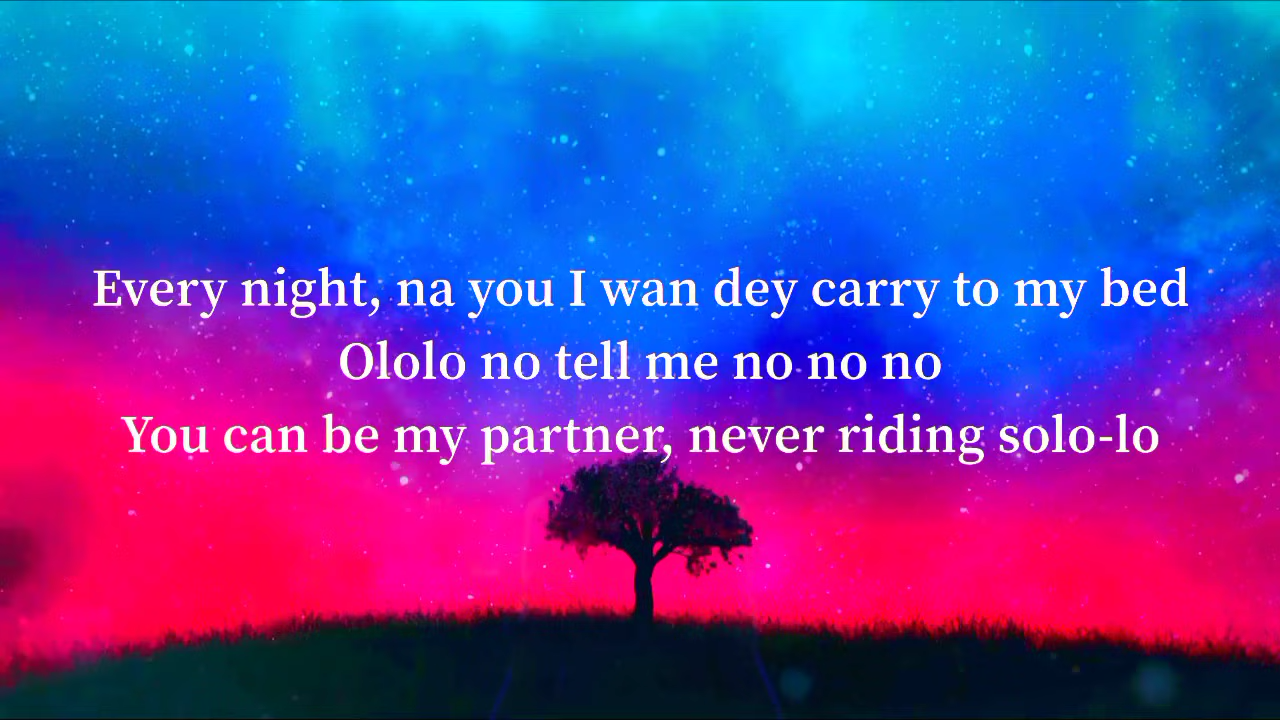 Every night, na you I wan dey carry to my bed
Ololo no tell me no no no
You can be my partner, never riding solo-lo